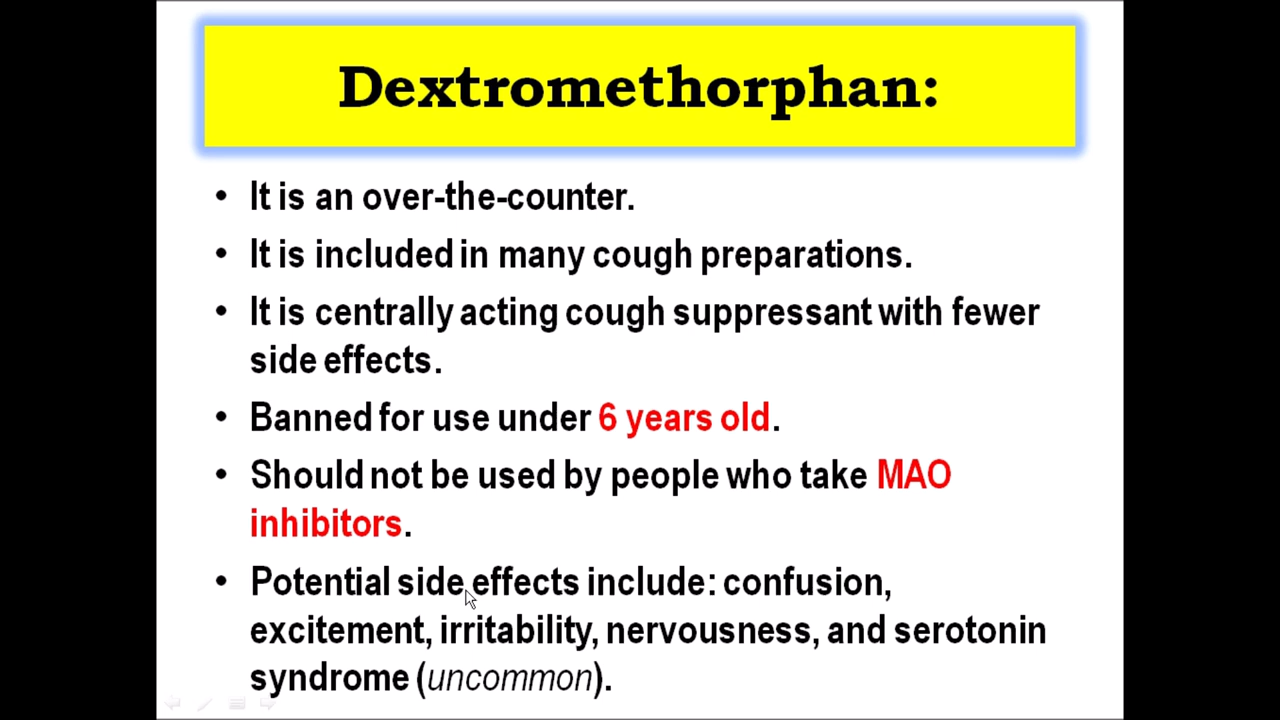 Dextromethorphan:
• It is an over-the-counter.
• It is included in many cough preparations.
• It is centrally acting cough suppressant with fewer
side effects.
• Banned for use under 6 years old.
• Should not be used by people who take MAO
inhibitors.
• Potential side effects include: confusion,
excitement, irritability, nervousness, and serotonin
syndrome (uncommon).